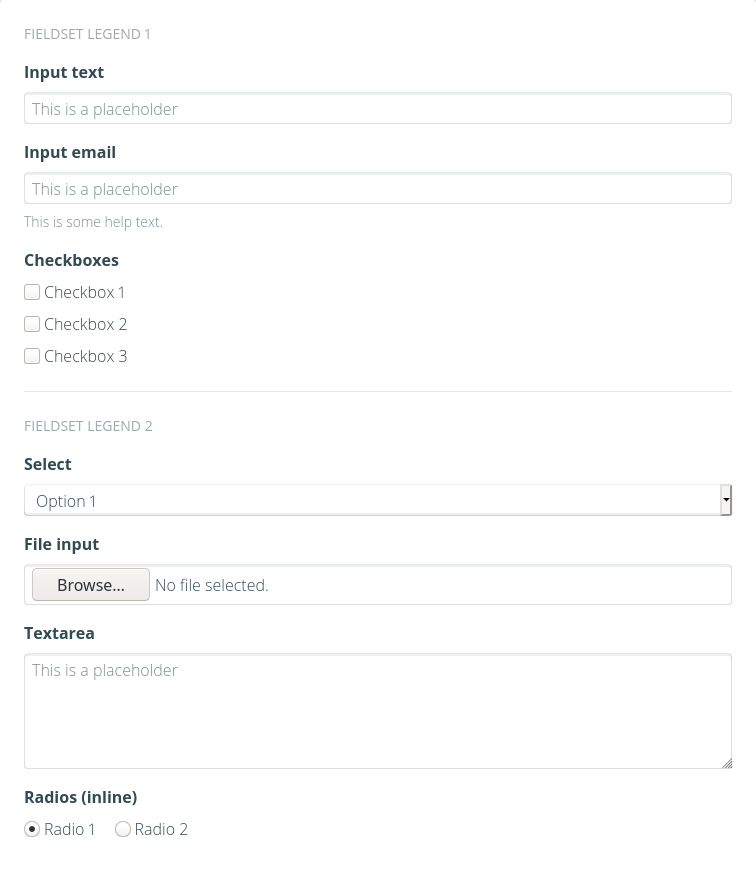 FIELDSET LEGEND 1
Input text
This is a placeholder
Input email
This is a placeholder
This is some help text.
Checkboxes
Checkbox 1
Checkbox 2
Checkbox 3
FIELDSET LEGEND 2
Select
Option 1
File input
Browse... No file selected.
Textarea
This is a placeholder
Radios (inline)
Radio 1 Radio 2